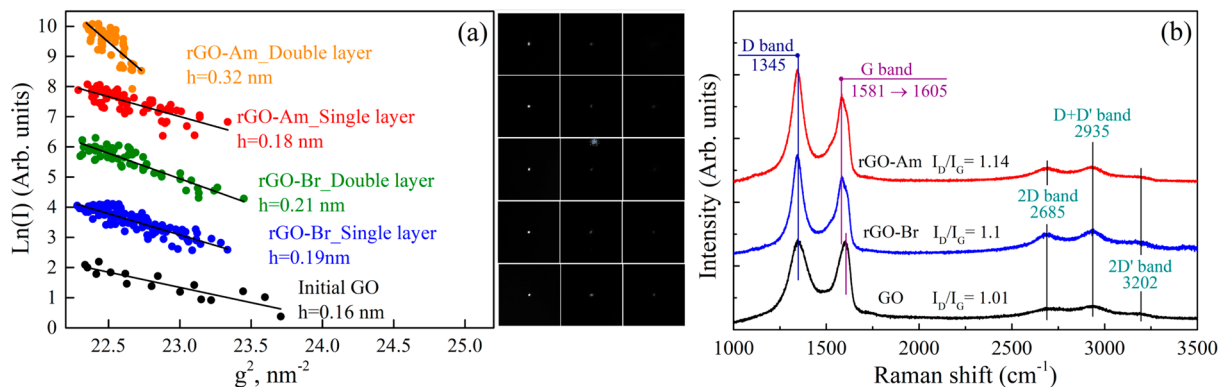 (a)
Ln(I) (Arb. units)
10
9
8
7
6
5
4
3
2
1
0
rGO-Am_Double layer
h=0.32 nm
rGO-Am_Single layer
h=0.18 nm
rGO-Br_Double layer
h=0.21 nm
rGO-Br_Single layer
h=0.19nm
Initial GO
h=0.16 nm
22.5 23.0 23.5 24.0 24.5 25.0
g², nm⁻²
(b)
Intensity (Arb. units)
D band
1345
G band
1581 → 1605
D+D' band
2935
rGO-Am I_D/I_G= 1.14
2D band
2685
rGO-Br I_D/I_G= 1.1
2D' band
3202
GO I_D/I_G= 1.01
1000 1500 2000 2500 3000 3500
Raman shift (cm⁻¹)